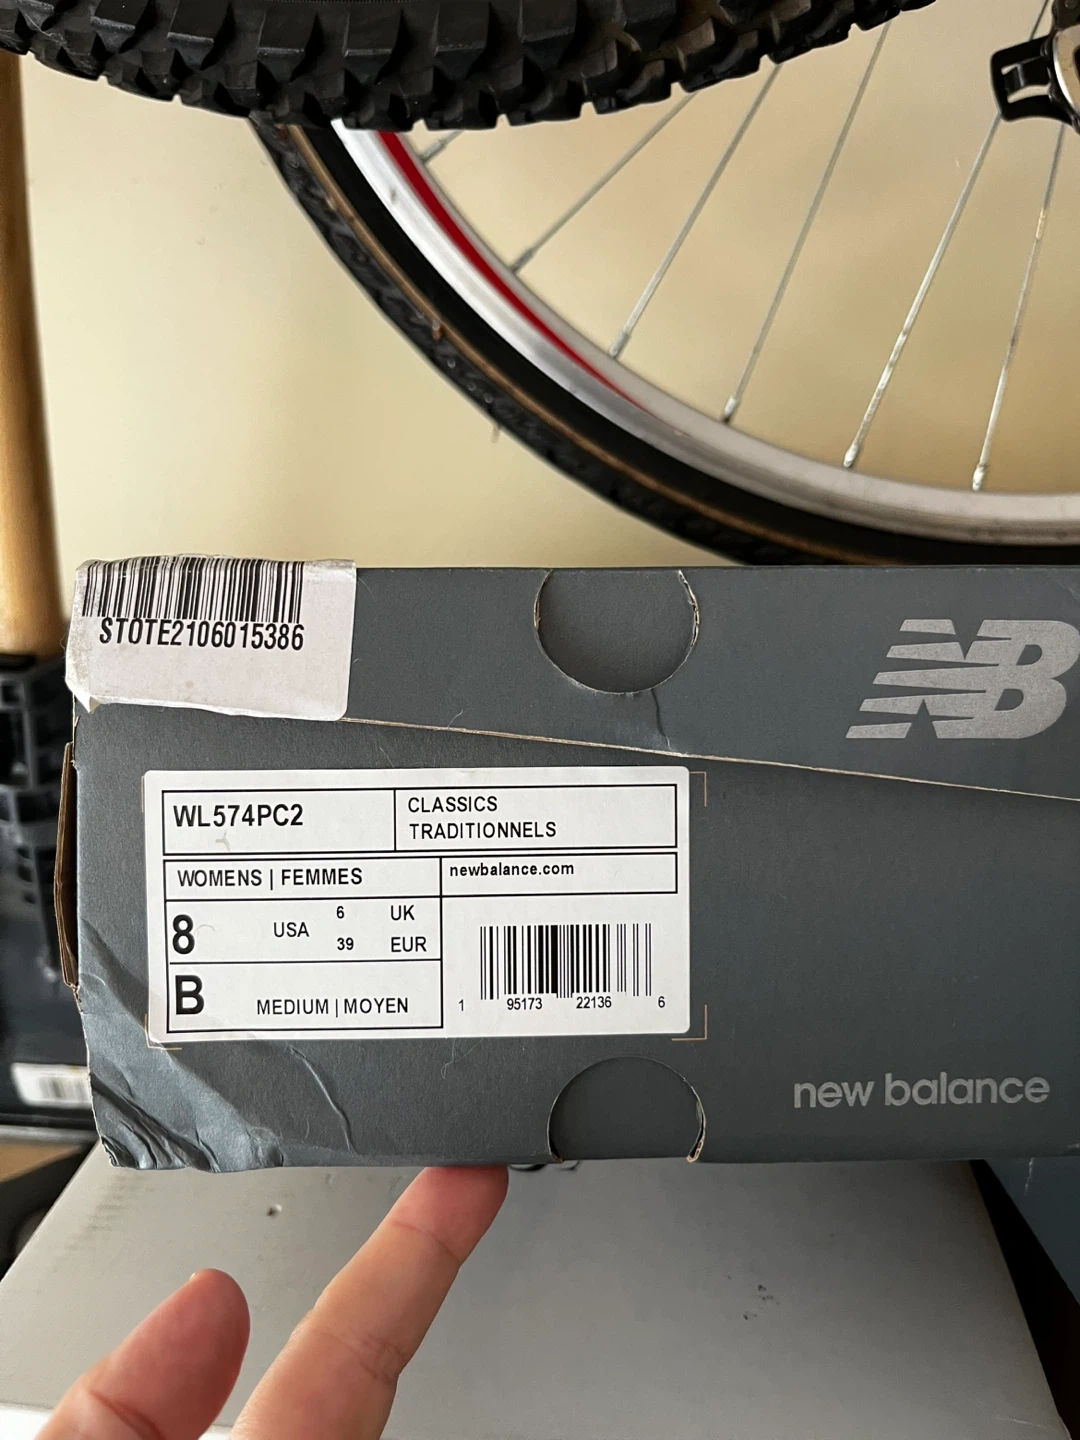 STOTE2106015386
NB
WL574PC2
CLASSICS
TRADITIONNELS
WOMENS | FEMMES
newbalance.com
8 USA 6 UK
39 EUR
B MEDIUM | MOYEN
1 95173 22136 6
new balance